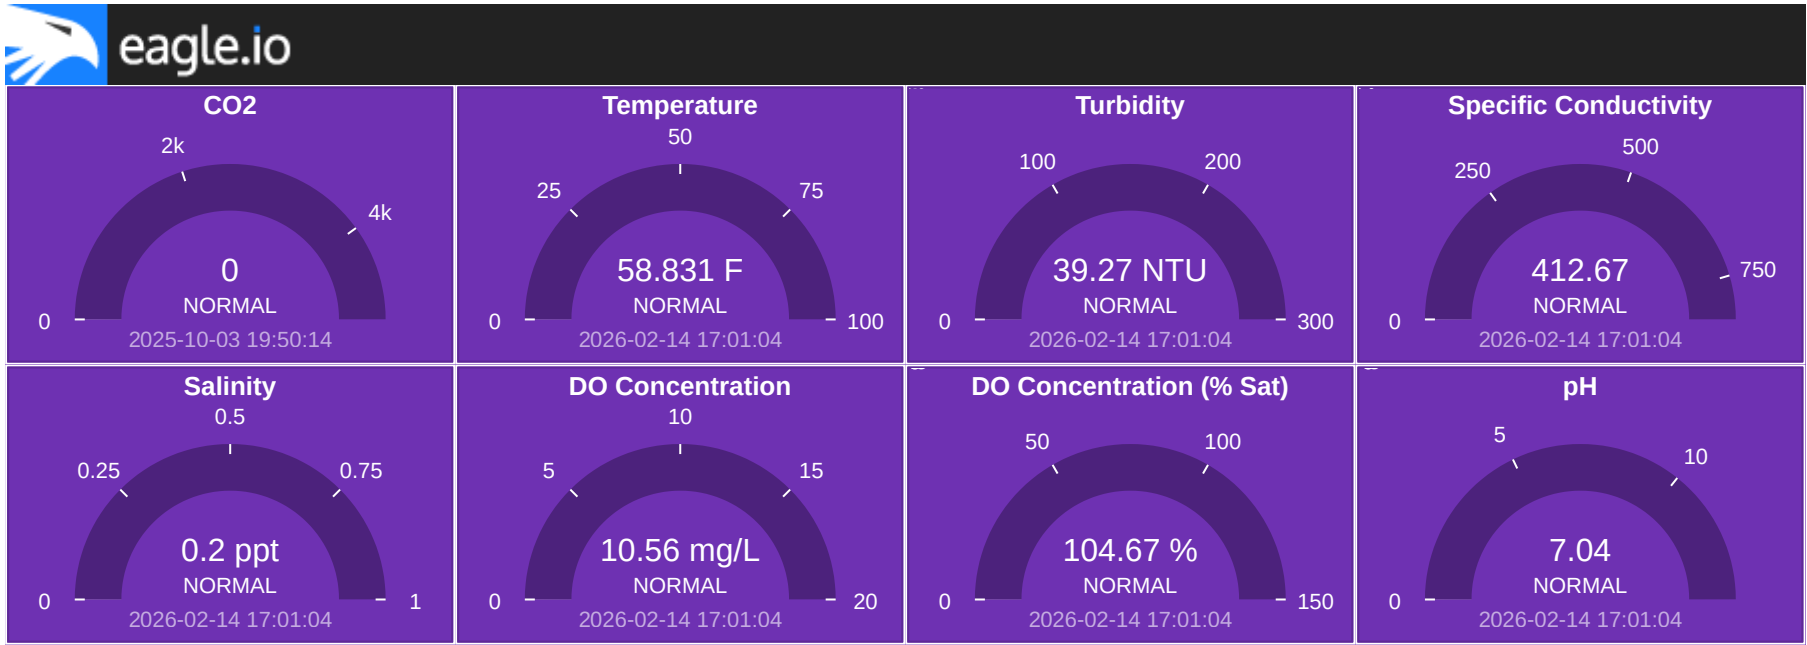 eagle.io
CO2
2k
4k
0
0
NORMAL
2025-10-03 19:50:14
Temperature
50
25
75
58.831 F
NORMAL
0
100
2026-02-14 17:01:04
Turbidity
100
200
39.27 NTU
NORMAL
0
300
2026-02-14 17:01:04
Specific Conductivity
500
250
750
412.67
NORMAL
0
2026-02-14 17:01:04
Salinity
0.5
0.25
0.75
0.2 ppt
NORMAL
0
1
2026-02-14 17:01:04
DO Concentration
10
5
15
10.56 mg/L
NORMAL
0
20
2026-02-14 17:01:04
DO Concentration (% Sat)
50
100
104.67 %
NORMAL
0
150
2026-02-14 17:01:04
pH
5
10
7.04
NORMAL
0
2026-02-14 17:01:04